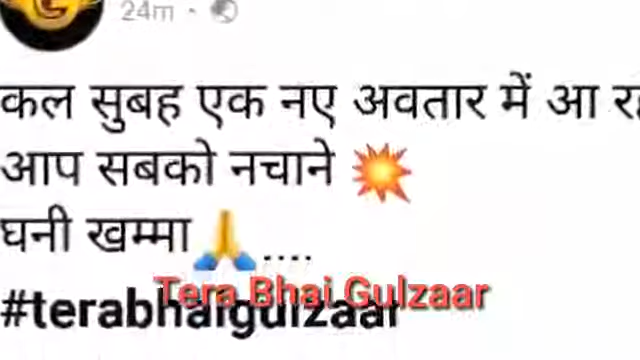 24m
कल सुबह एक नए अवतार में आ
आप सबको नचाने
घनी खम्मा ....
Tera Bhai Gulzaar
#terabhaigulzaar